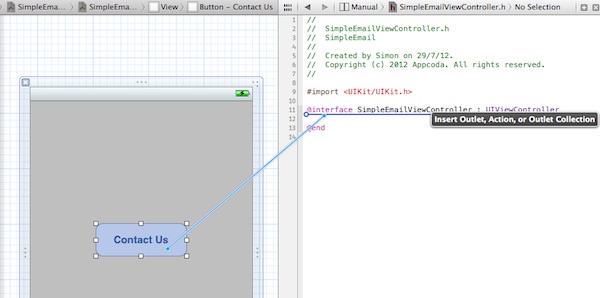 SimpleEma... SimpleEma... View Button - Contact Us
Manual SimpleEmailViewController.h No Selection
//
// SimpleEmailViewController.h
// SimpleEmail
//
// Created by Simon on 29/7/12.
// Copyright (c) 2012 Appcoda. All rights reserved.
//
#import <UIKit/UIKit.h>
@interface SimpleEmailViewController : UIViewController
Insert Outlet, Action, or Outlet Collection
@end
Contact Us
1
2
3
4
5
6
7
8
9
10
11
12
13
14